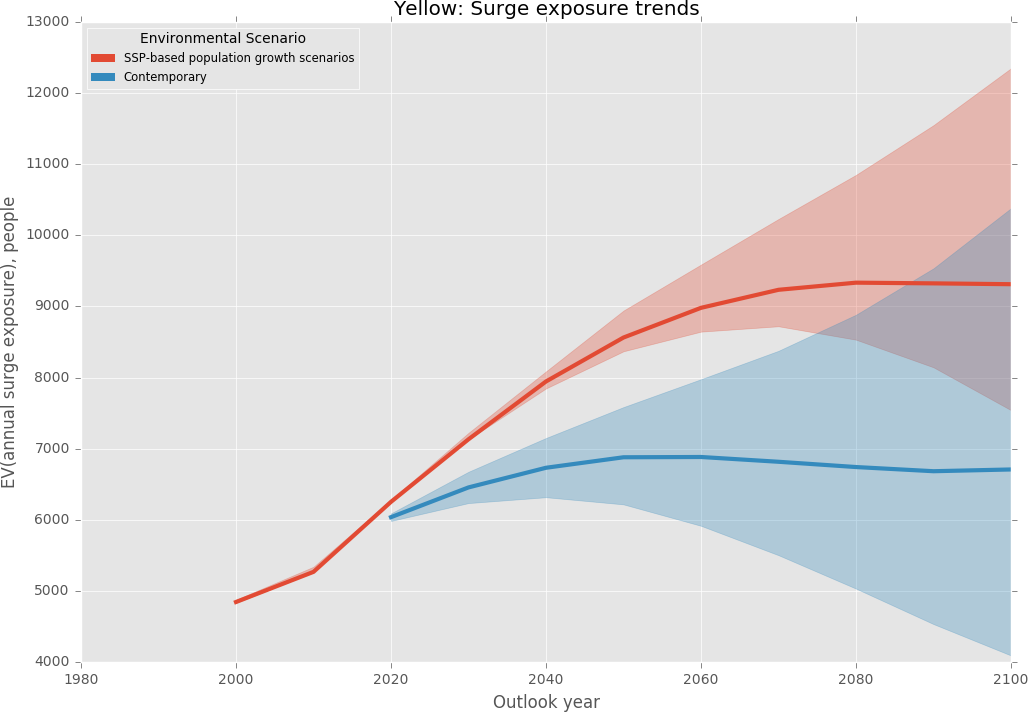 Yellow: Surge exposure trends
Environmental Scenario
SSP-based population growth scenarios
Contemporary
EV(annual surge exposure), people
13000
12000
11000
10000
9000
8000
7000
6000
5000
4000
1980
2000
2020
2040
2060
2080
2100
Outlook year